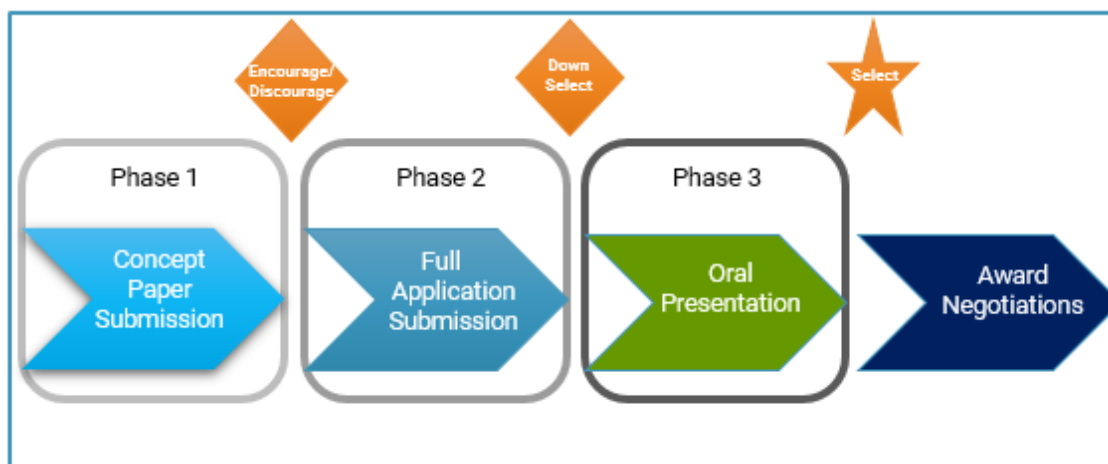 Encourage/
Discourage
Down
Select
Select
Phase 1
Phase 2
Phase 3
Concept
Paper
Submission
Full
Application
Submission
Oral
Presentation
Award
Negotiations